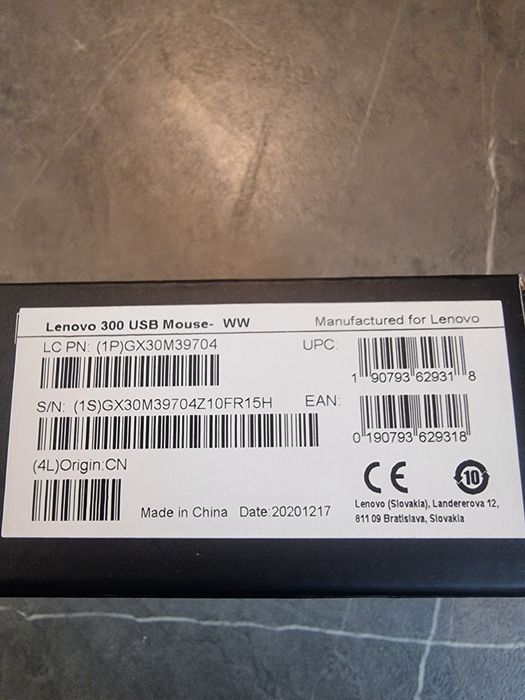 Lenovo 300 USB Mouse- WW
Manufactured for Lenovo
LC PN: (1P)GX30M39704
UPC:
1 90793 62931 8
S/N: (1S)GX30M39704Z10FR15H
EAN:
0 190793 629318
(4L)Origin:CN
CE
10
Made in China Date:20201217
Lenovo (Slovakia), Landererova 12,
811 09 Bratislava, Slovakia